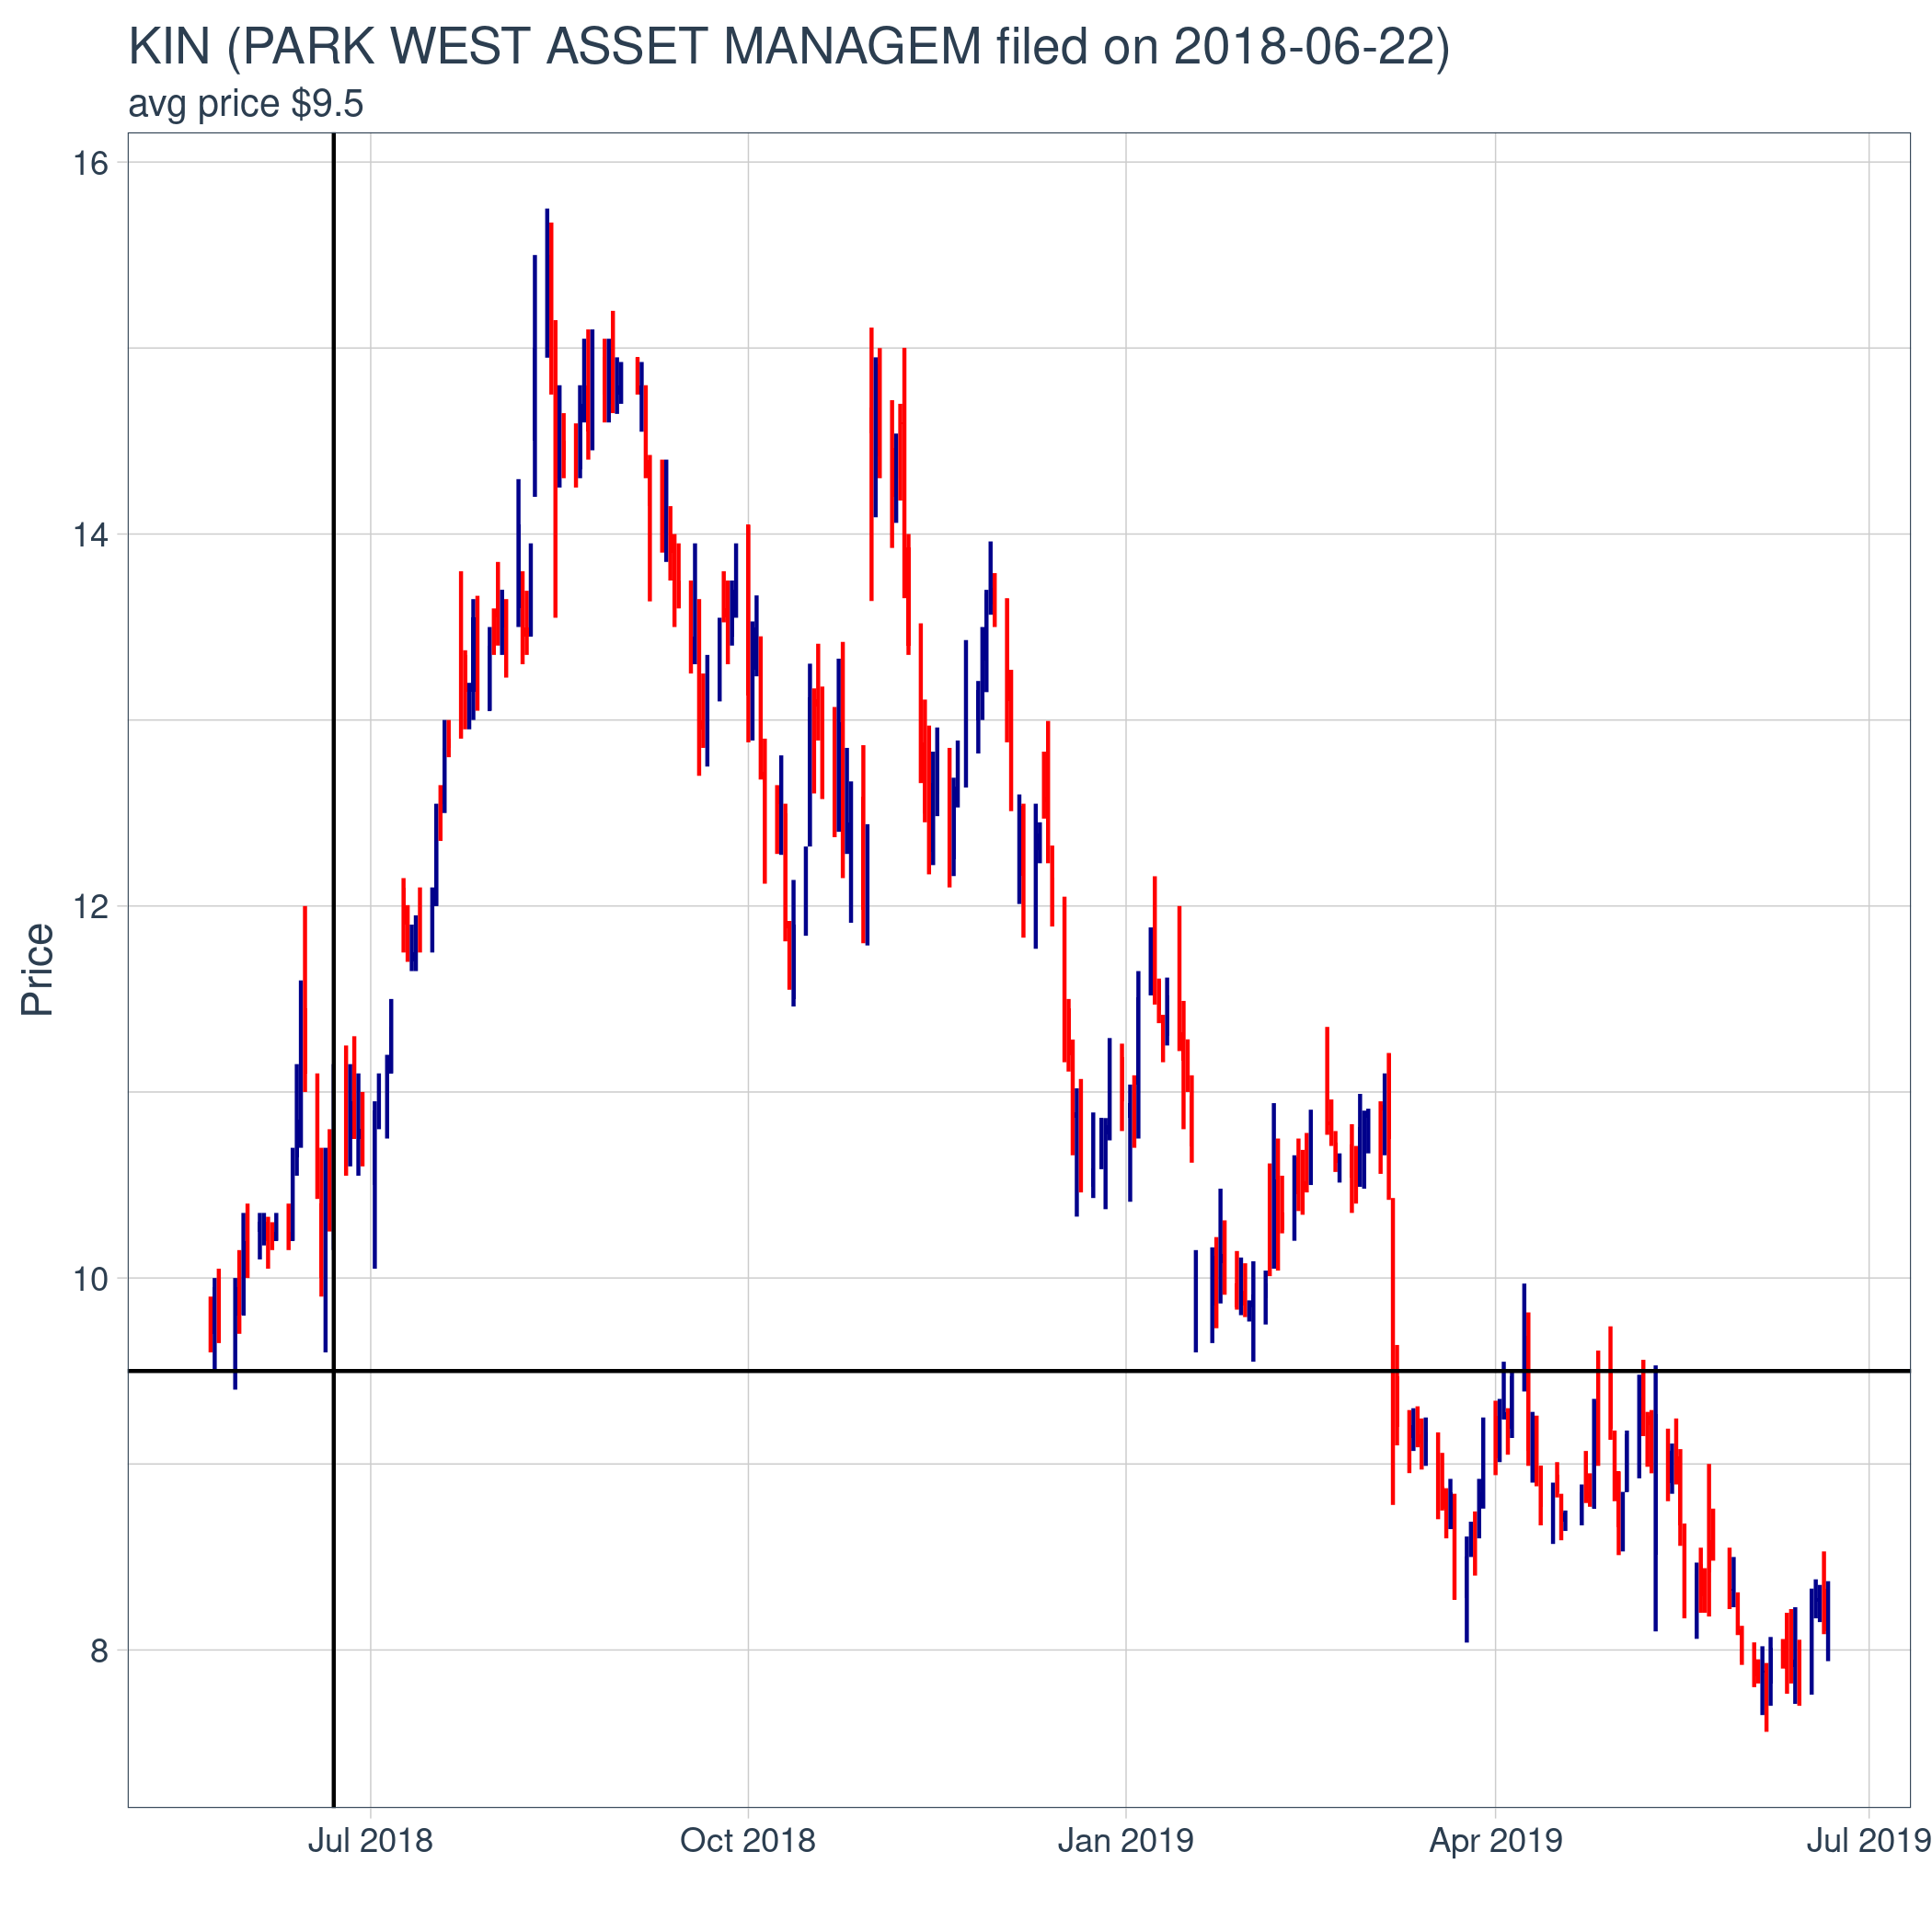 KIN (PARK WEST ASSET MANAGEM filed on 2018-06-22)
avg price $9.5
16
14
12
10
8
Price
Jul 2018
Oct 2018
Jan 2019
Apr 2019
Jul 2019